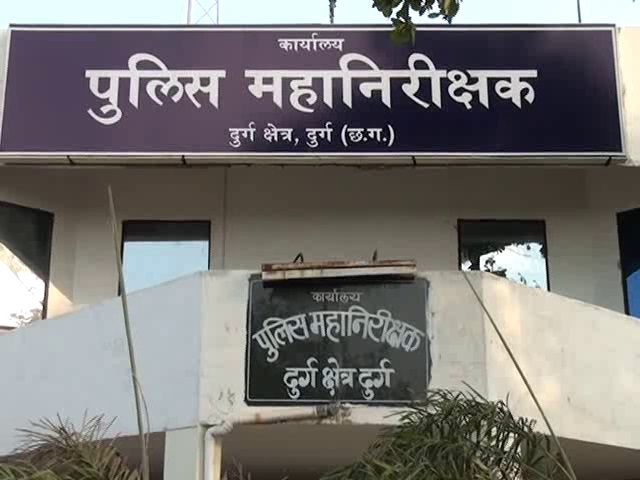 कार्यालय
पुलिस महानिरीक्षक
दुर्ग क्षेत्र, दुर्ग (छ.ग.)
कार्यालय
पुलिस महानिरीक्षक
दुर्ग क्षेत्र दुर्ग